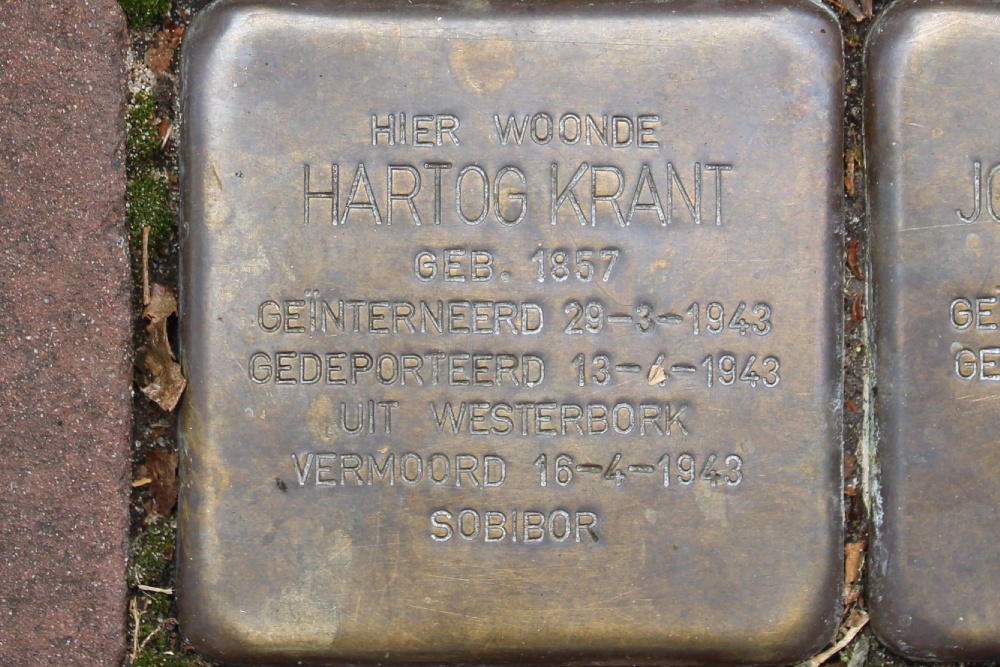 HIER WOONDE
HARTOG KRANT
GEB. 1857
GEÏNTERNEERD 29-3-1943
GEDEPORTEERD 13-4-1943
UIT WESTERBORK
VERMOORD 16-4-1943
SOBIBOR